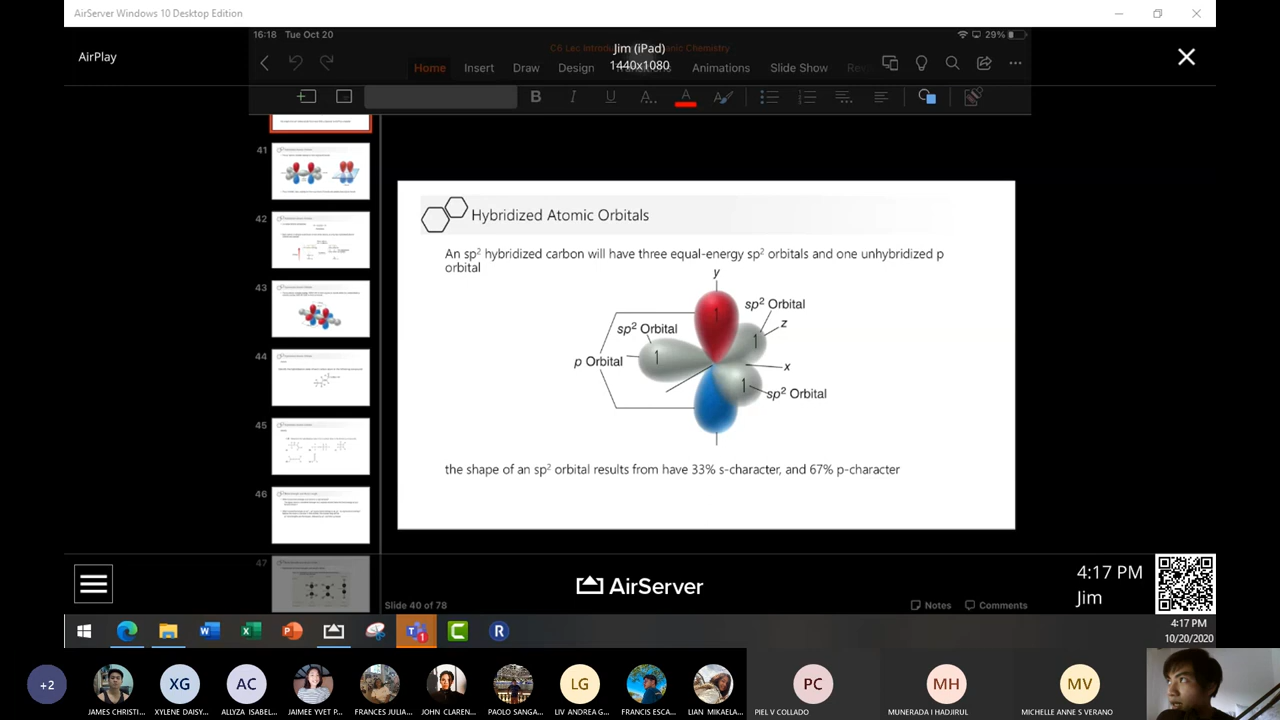 AirServer Windows 10 Desktop Edition
AirPlay
16:18 Tue Oct 20
Jim (iPad)
1440x1080
29%
Home Insert Draw Design Animations Slide Show
B I U A A
41
42
43
44
45
46
47
Hybridized Atomic Orbitals
An sp² hybridized carbon will have three equal-energy sp² orbitals and one unhybridized p
orbital
y
sp² Orbital
z
sp² Orbital
p Orbital
x
sp² Orbital
1
1
1
1
the shape of an sp² orbital results from have 33% s-character, and 67% p-character
Slide 40 of 78
Notes Comments
AirServer
4:17 PM
Jim
4:17 PM
10/20/2020
+2
XG AC LG PC MH MV
JAMES CHRISTI... XYLENE DAISY... ALLYZA ISABEL... JAIMEE YVET P... FRANCES JULIA... JOHN CLAREN... PAOLO SANGA... LIV ANDREA G... FRANCIS ESCA... LIAN MIKAELA... PIEL V COLLADO MUNERADA I HADJIRUL MICHELLE ANNE S VERANO